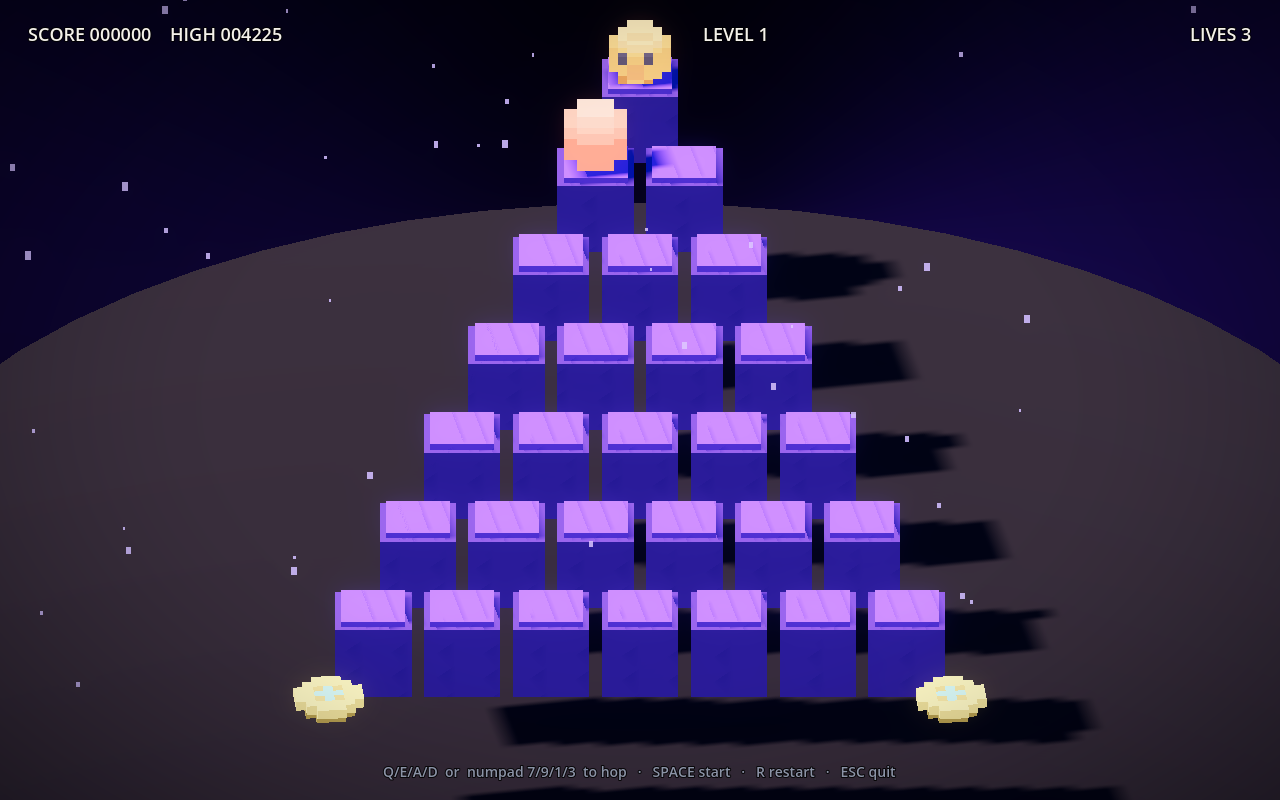 SCORE 000000 HIGH 004225 LEVEL 1 LIVES 3
Q/E/A/D or numpad 7/9/1/3 to hop · SPACE start · R restart · ESC quit